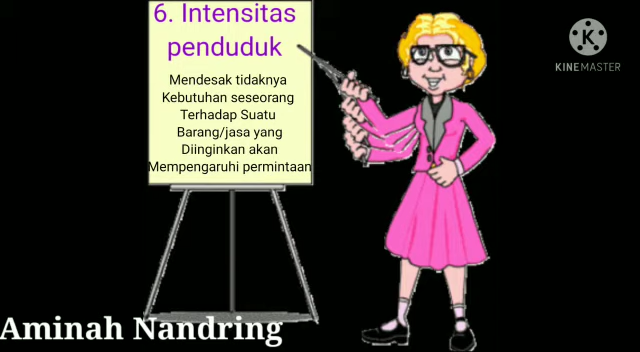 6. Intensitas
penduduk
Mendesak tidaknya
Kebutuhan seseorang
Terhadap Suatu
Barang/jasa yang
Diinginkan akan
Mempengaruhi permintaan
K
KINEMASTER
Aminah Nandring